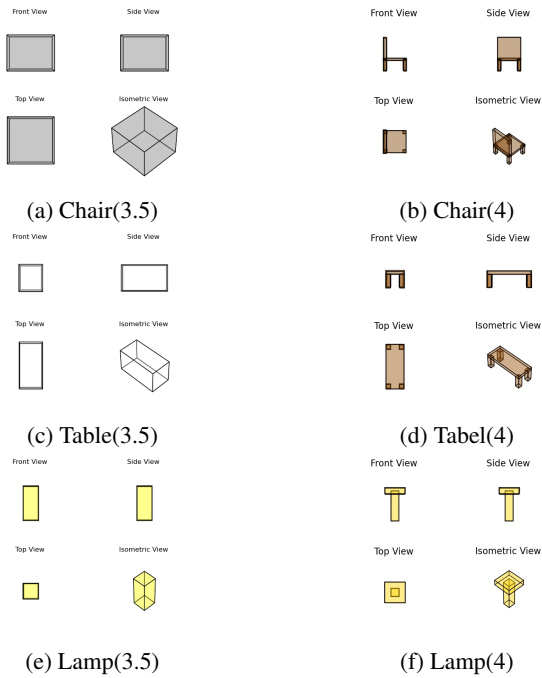 Front View Side View Front View Side View
Top View Isometric View Top View Isometric View
(a) Chair(3.5) (b) Chair(4)
Front View Side View Front View Side View
Top View Isometric View Top View Isometric View
(c) Table(3.5) (d) Tabel(4)
Front View Side View Front View Side View
Top View Isometric View Top View Isometric View
(e) Lamp(3.5) (f) Lamp(4)